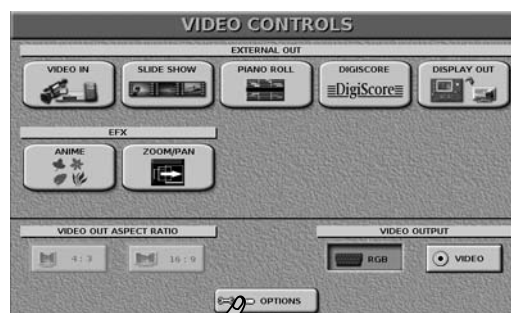 VIDEO CONTROLS
EXTERNAL OUT
VIDEO IN
SLIDE SHOW
PIANO ROLL
DIGISCORE
≡DigiScore≡
DISPLAY OUT
EFX
ANIME
ZOOM/PAN
VIDEO OUT ASPECT RATIO
4:3
16:9
VIDEO OUTPUT
RGB
VIDEO
OPTIONS